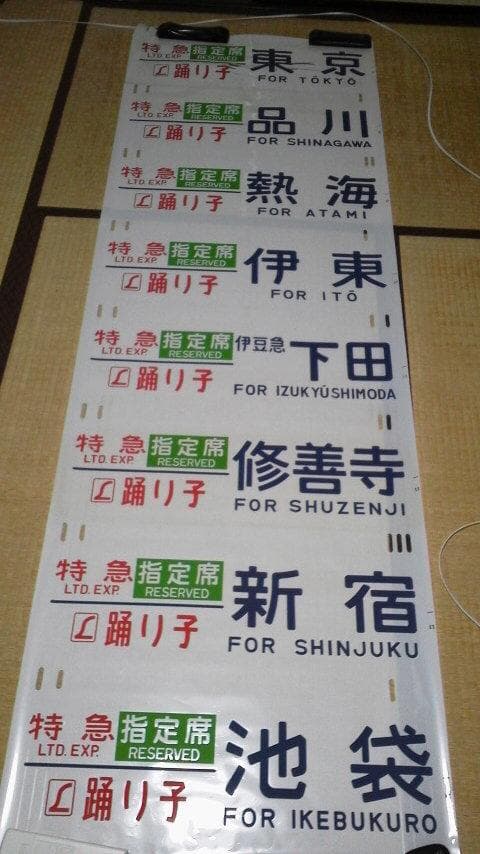 特急 指定席 東京
LTD. EXP. RESERVED
L 踊り子 FOR TŌKYŌ
特急 指定席 品川
LTD. EXP. RESERVED
L 踊り子 FOR SHINAGAWA
特急 指定席 熱海
LTD. EXP. RESERVED
L 踊り子 FOR ATAMI
特急 指定席 伊東
LTD. EXP. RESERVED
L 踊り子 FOR ITŌ
特急 指定席 伊豆急下田
LTD. EXP. RESERVED
L 踊り子 FOR IZUKYŪSHIMODA
特急 指定席 修善寺
LTD. EXP. RESERVED
L 踊り子 FOR SHUZENJI
特急 指定席 新宿
LTD. EXP. RESERVED
L 踊り子 FOR SHINJUKU
特急 指定席 池袋
LTD. EXP. RESERVED
L 踊り子 FOR IKEBUKURO